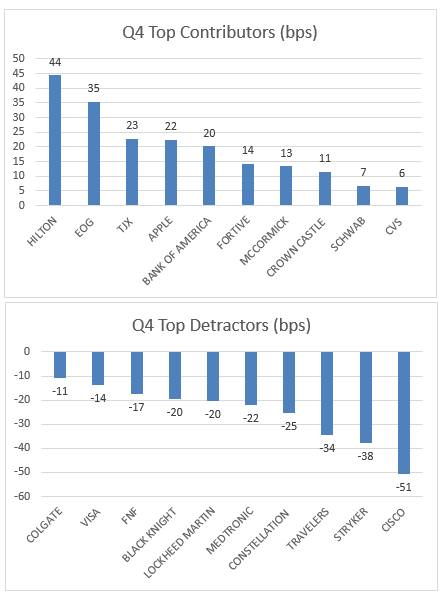 Q4 Top Contributors (bps)
50
45
40
35
30
25
20
15
10
5
0
44
35
23
22
20
14
13
11
7
6
HILTON
EOG
TJX
APPLE
BANK OF AMERICA
FORTIVE
MCCORMICK
CROWN CASTLE
SCHWAB
CVS
Q4 Top Detractors (bps)
0
-10
-20
-30
-40
-50
-60
-11
-14
-17
-20
-20
-22
-25
-34
-38
-51
COLGATE
VISA
FNF
BLACK KNIGHT
LOCKHEED MARTIN
MEDTRONIC
CONSTELLATION
TRAVELERS
STRYKER
CISCO